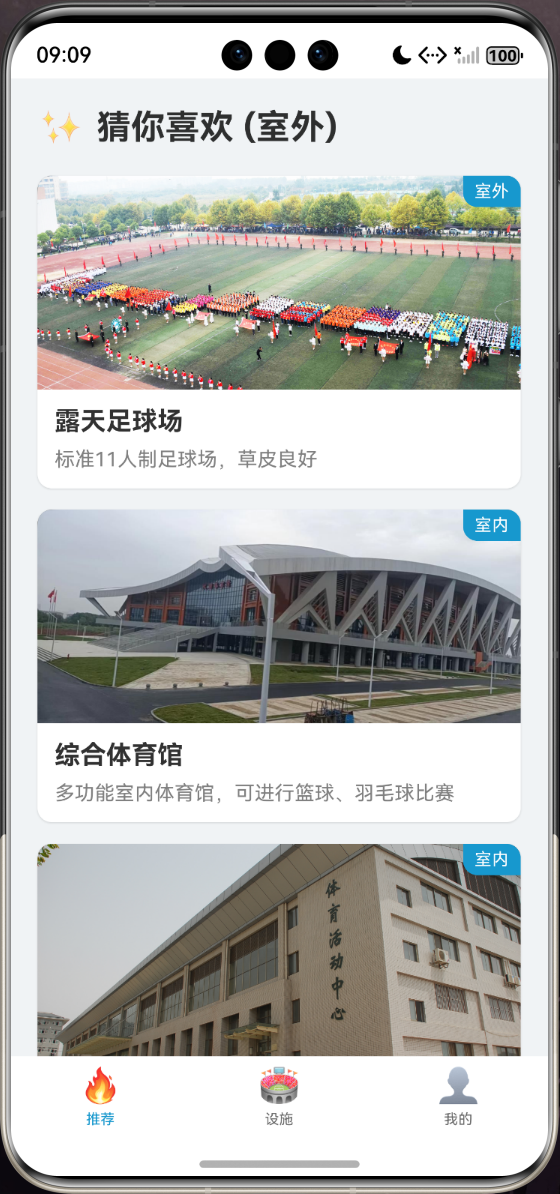 09:09
100
✨ 猜你喜欢 (室外)
室外
露天足球场
标准11人制足球场，草皮良好
室内
综合体育馆
多功能室内体育馆，可进行篮球、羽毛球比赛
室内
体育活动中心
推荐
设施
我的